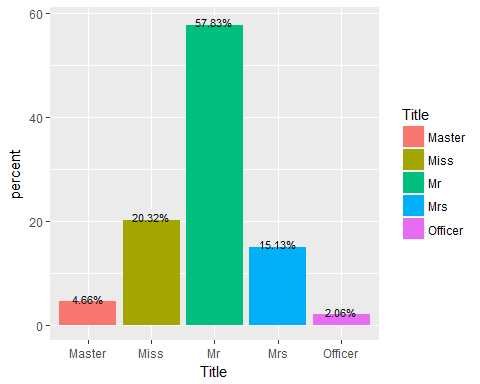 60
57.83%
40
percent
20.32%
20
15.13%
4.66%
2.06%
0
Master Miss Mr Mrs Officer
Title
Title
Master
Miss
Mr
Mrs
Officer